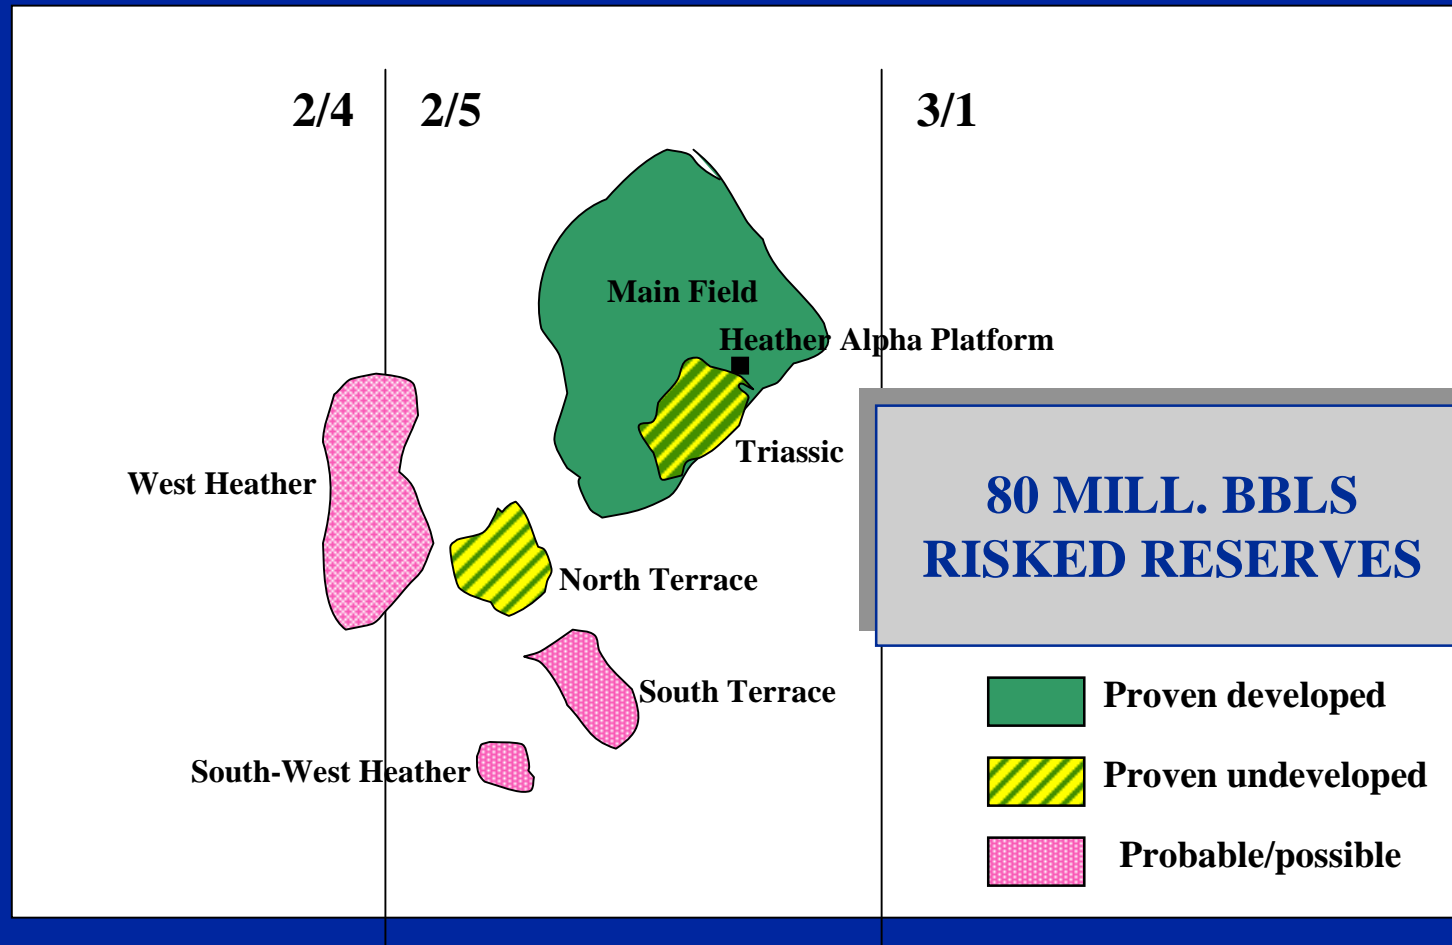 2/4
2/5
3/1
Main Field
Heather Alpha Platform
Triassic
West Heather
80 MILL. BBLS
RISKED RESERVES
North Terrace
South Terrace
South-West Heather
Proven developed
Proven undeveloped
Probable/possible